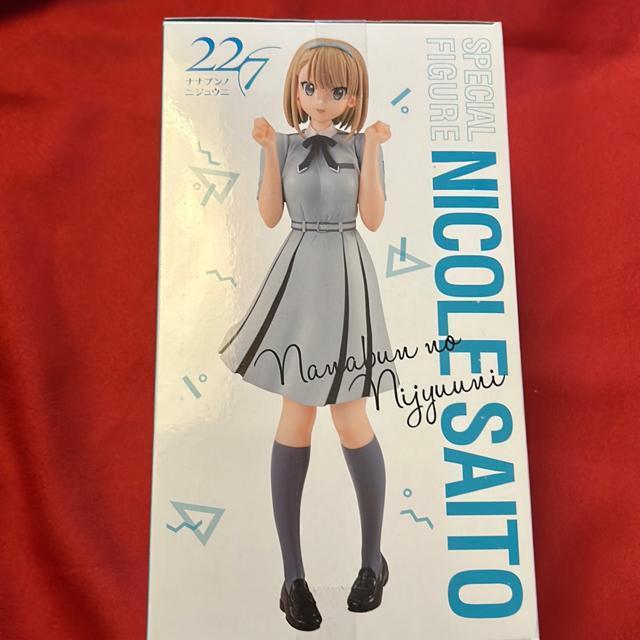 22/7
ナナブンノ
ニジュウニ
SPECIAL
FIGURE
NICOLE SAITO
Nanabun no
Nijyuuni